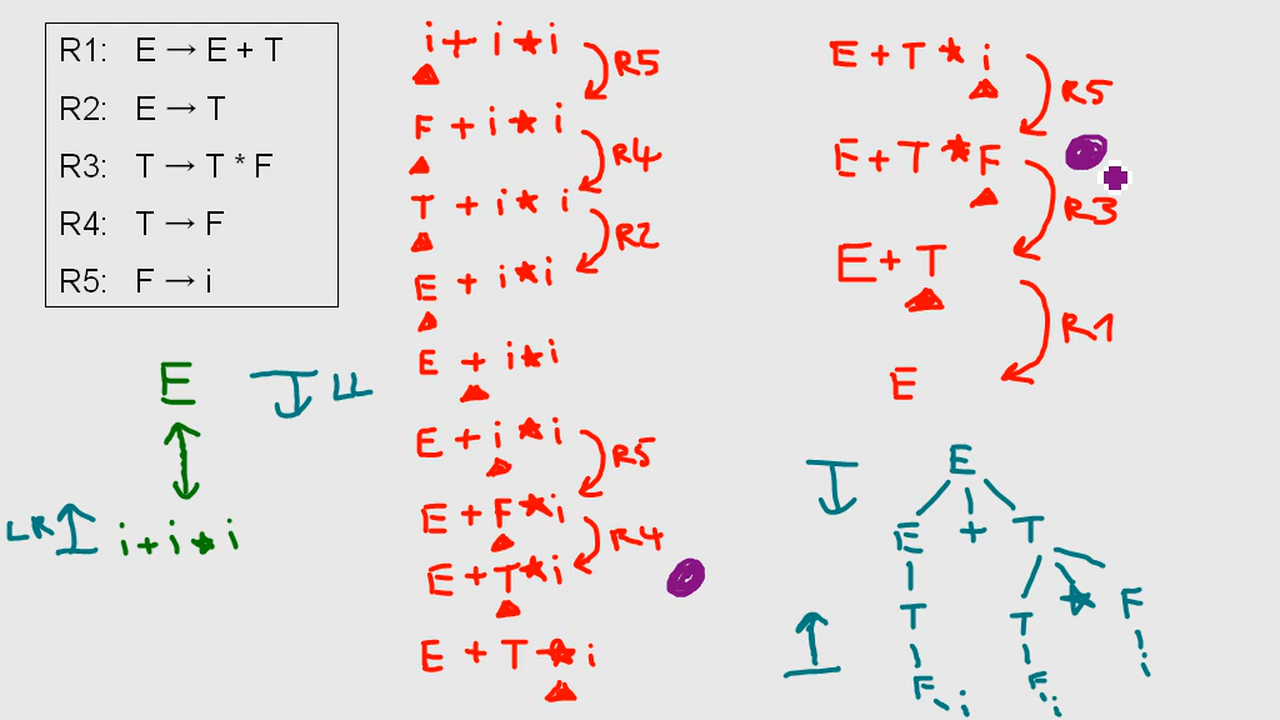 R1: E → E + T
R2: E → T
R3: T → T * F
R4: T → F
R5: F → i
E
LL
LR
i + i * i
i + i * i
R5
F + i * i
R4
T + i * i
R2
E + i * i
E + i * i
E + i * i
R5
E + F * i
R4
E + T * i
E + T * i
E + T * i
R5
E + T * F
R3
E + T
R1
E
E
E + T
T T * F
F F i
i i